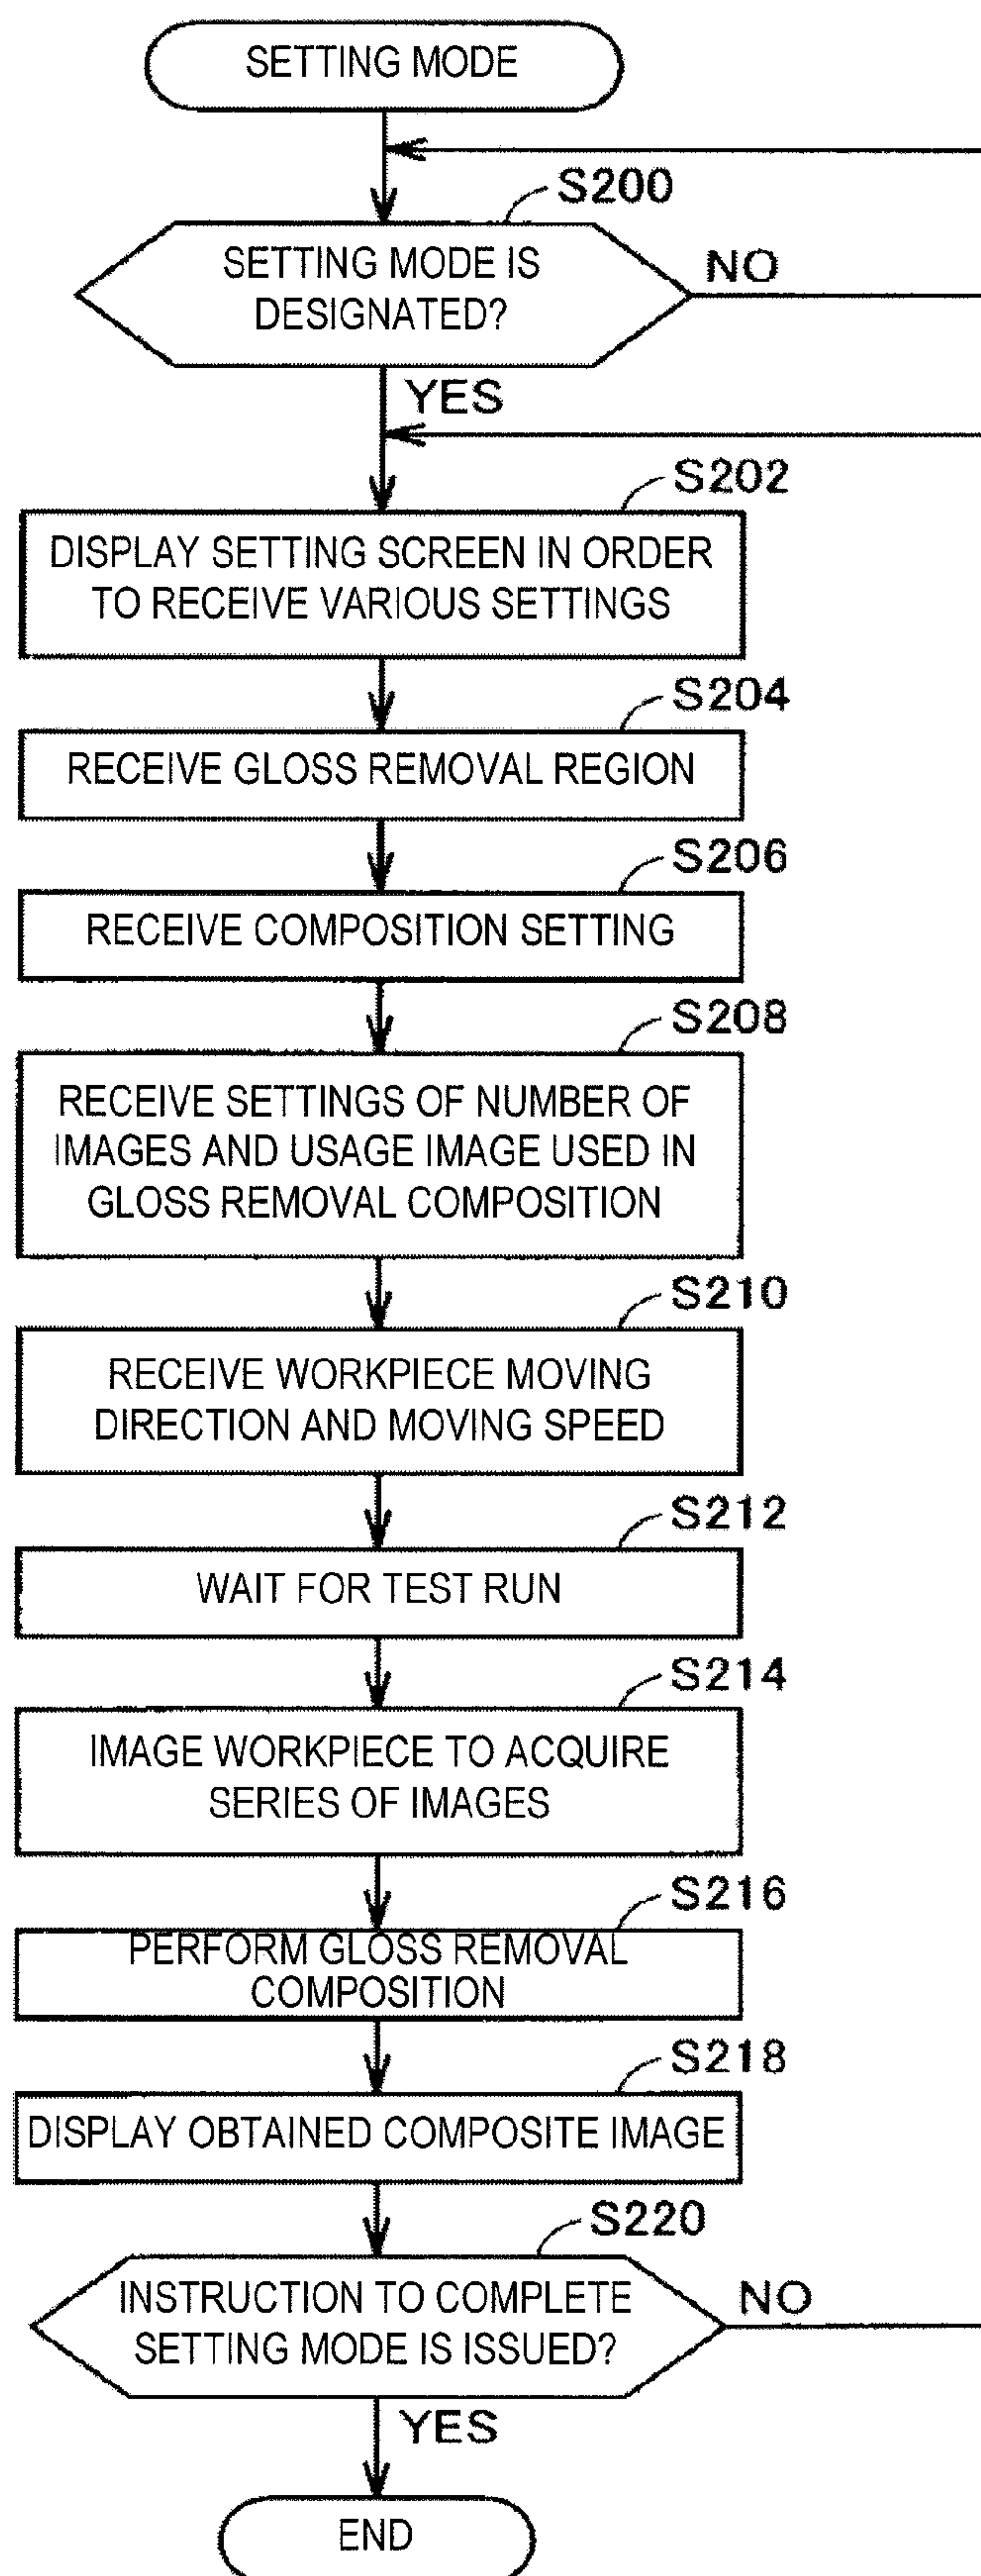 SETTING MODE
S200
SETTING MODE IS
DESIGNATED?
NO
YES
S202
DISPLAY SETTING SCREEN IN ORDER
TO RECEIVE VARIOUS SETTINGS
S204
RECEIVE GLOSS REMOVAL REGION
S206
RECEIVE COMPOSITION SETTING
S208
RECEIVE SETTINGS OF NUMBER OF
IMAGES AND USAGE IMAGE USED IN
GLOSS REMOVAL COMPOSITION
S210
RECEIVE WORKPIECE MOVING
DIRECTION AND MOVING SPEED
S212
WAIT FOR TEST RUN
S214
IMAGE WORKPIECE TO ACQUIRE
SERIES OF IMAGES
S216
PERFORM GLOSS REMOVAL
COMPOSITION
S218
DISPLAY OBTAINED COMPOSITE IMAGE
S220
INSTRUCTION TO COMPLETE
SETTING MODE IS ISSUED?
NO
YES
END